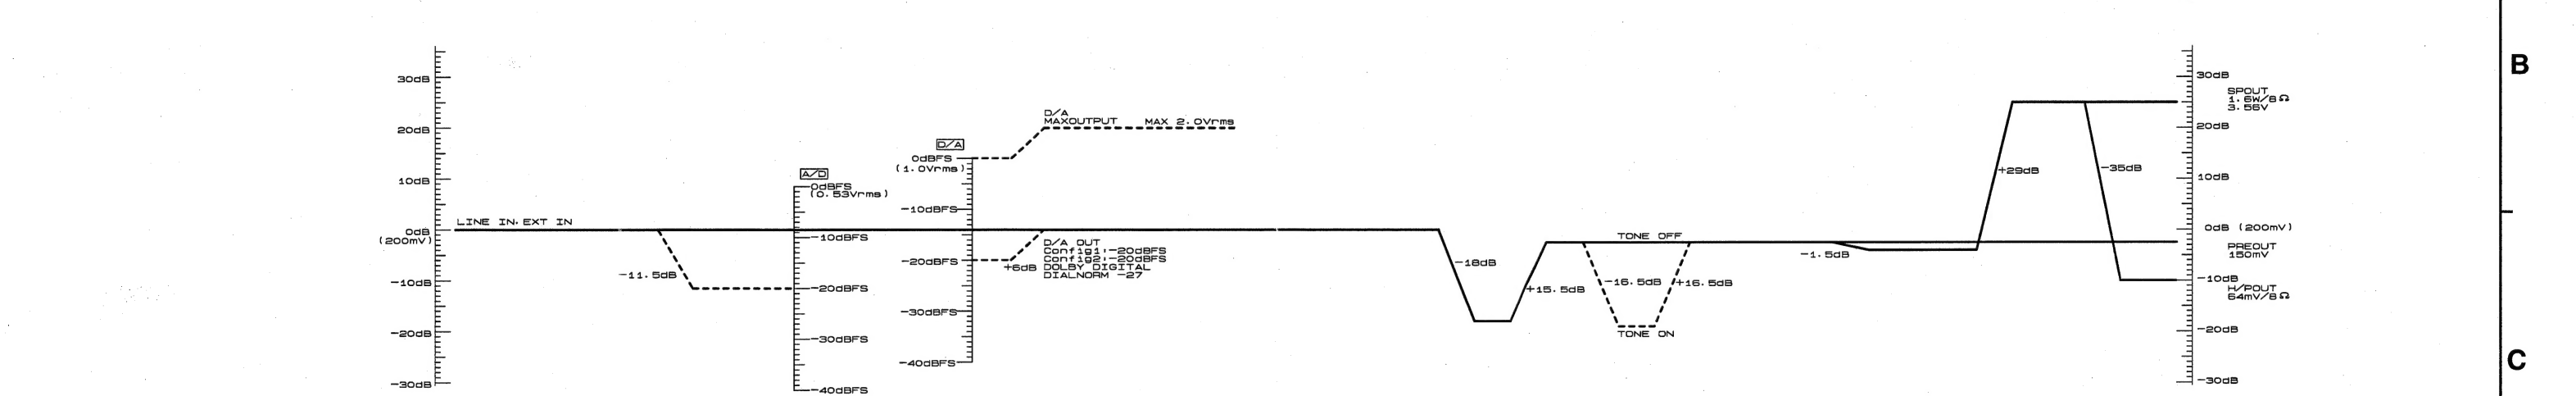 B
30dB
20dB
10dB
0dB
(200mV)
-10dB
-20dB
-30dB
LINE IN.EXT IN
-11.5dB
A/D
0dBFS
(0.53Vrms)
-10dBFS
-20dBFS
-30dBFS
-40dBFS
D/A
0dBFS
(1.0Vrms)
-10dBFS
-20dBFS
-30dBFS
-40dBFS
D/A
MAXOUTPUT MAX 2.0Vrms
+6dB
D/A OUT
Config1:-20dBFS
Config2:-20dBFS
DOLBY DIGITAL
DIALNORM -27
-18dB
+15.5dB
TONE OFF
-16.5dB
+16.5dB
TONE ON
-1.5dB
+29dB
-35dB
30dB
20dB
10dB
0dB (200mV)
-10dB
-20dB
-30dB
SPOUT
1.6W/8Ω
3.56V
PREOUT
150mV
H/POUT
64mV/8Ω
C